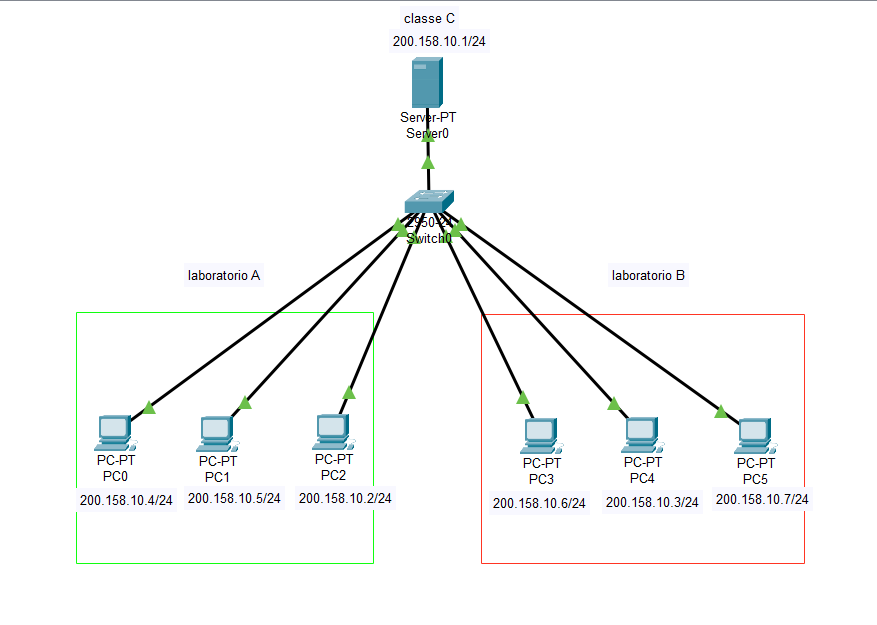 classe C
200.158.10.1/24
Server-PT
Server0
2950-24
Switch0
laboratorio A
laboratorio B
PC-PT
PC0
200.158.10.4/24
PC-PT
PC1
200.158.10.5/24
PC-PT
PC2
200.158.10.2/24
PC-PT
PC3
200.158.10.6/24
PC-PT
PC4
200.158.10.3/24
PC-PT
PC5
200.158.10.7/24